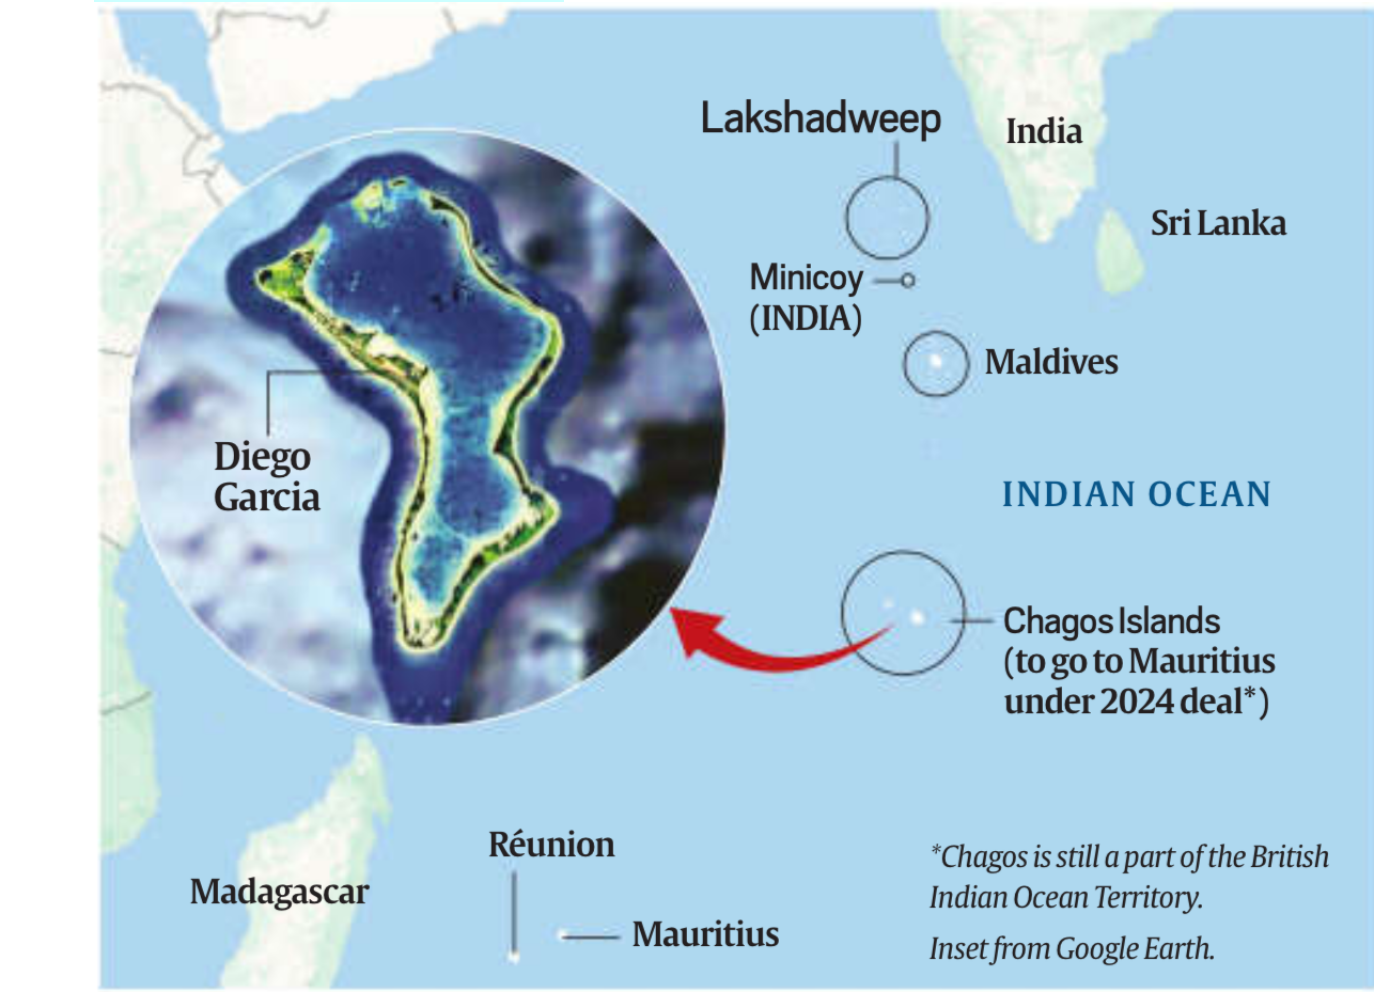 Lakshadweep
India
Sri Lanka
Minicoy
(INDIA)
Maldives
Diego
Garcia
INDIAN OCEAN
Chagos Islands
(to go to Mauritius
under 2024 deal*)
Réunion
Madagascar
Mauritius
*Chagos is still a part of the British
Indian Ocean Territory.
Inset from Google Earth.